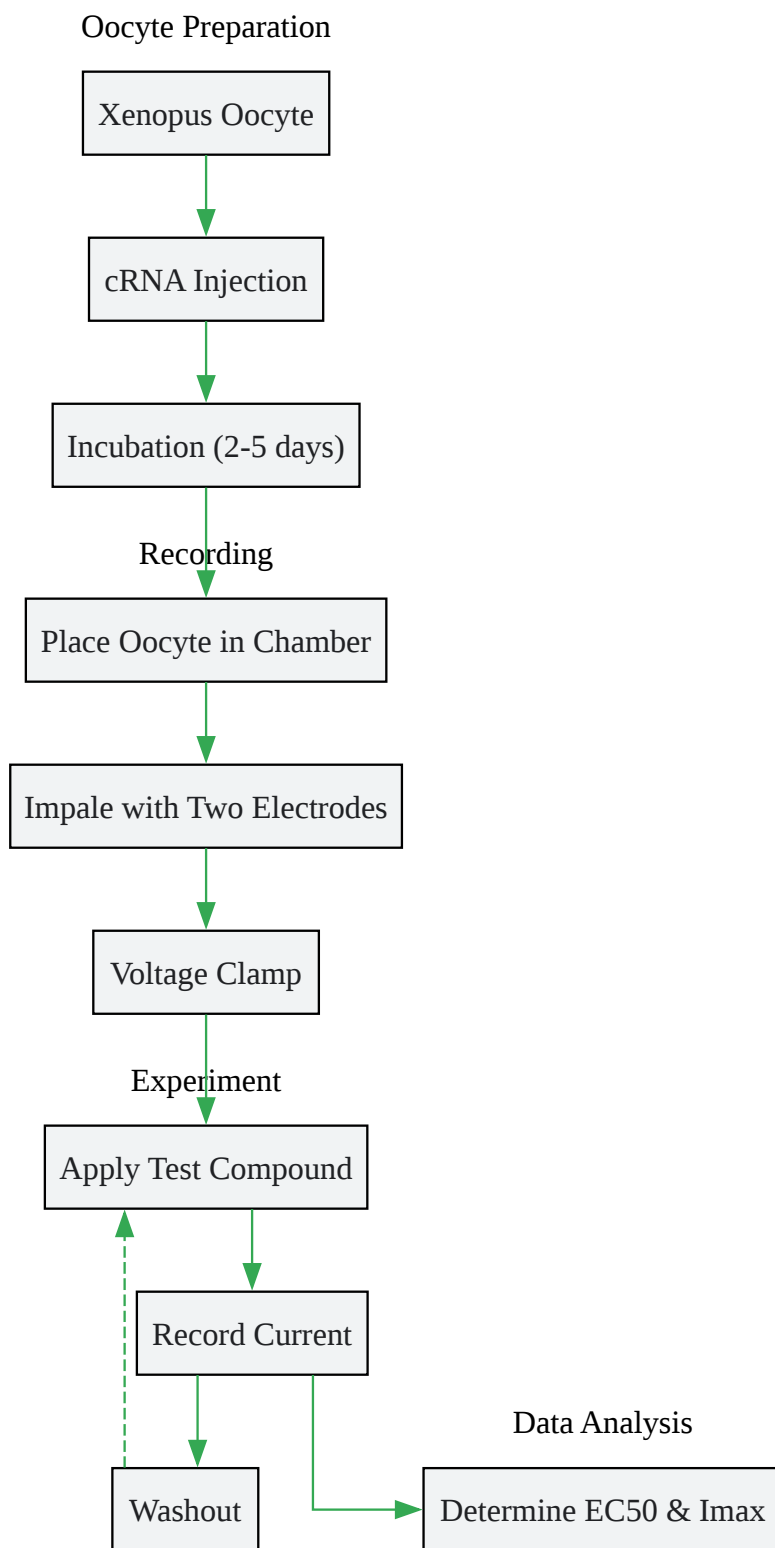 Oocyte Preparation
Xenopus Oocyte
cRNA Injection
Incubation (2-5 days)
Recording
Place Oocyte in Chamber
Impale with Two Electrodes
Voltage Clamp
Experiment
Apply Test Compound
Record Current
Data Analysis
Washout
Determine EC50 & Imax